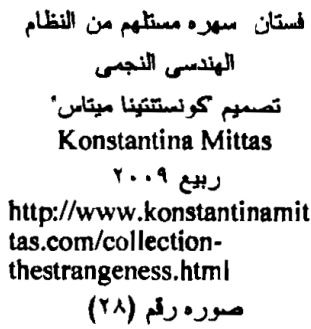 فستان سهره مستلهم من النظام
الهندسى النجمى
تصميم كونستنتينا ميتاس"
Konstantina Mittas
ربيع ٢٠٠٩
http://www.konstantinamit
tas.com/collection-
thestrangeness.html
صوره رقم (٢٨)